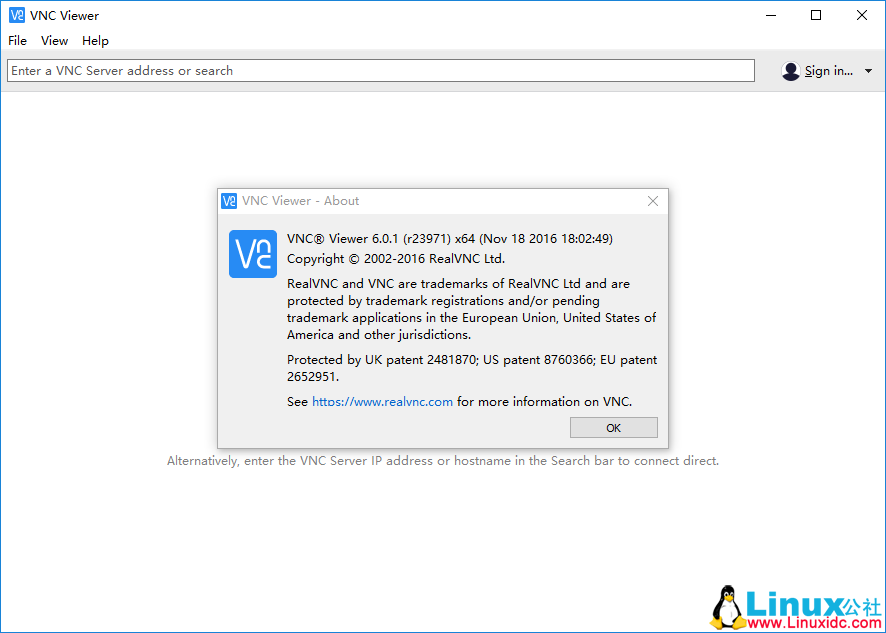 VNC Viewer
File View Help
Enter a VNC Server address or search
Sign in...
VNC Viewer - About
VNC® Viewer 6.0.1 (r23971) x64 (Nov 18 2016 18:02:49)
Copyright © 2002-2016 RealVNC Ltd.
RealVNC and VNC are trademarks of RealVNC Ltd and are
protected by trademark registrations and/or pending
trademark applications in the European Union, United States of
America and other jurisdictions.
Protected by UK patent 2481870; US patent 8760366; EU patent
2652951.
See https://www.realvnc.com for more information on VNC.
OK
Alternatively, enter the VNC Server IP address or hostname in the Search bar to connect direct.
Linux公社
www.Linuxidc.com